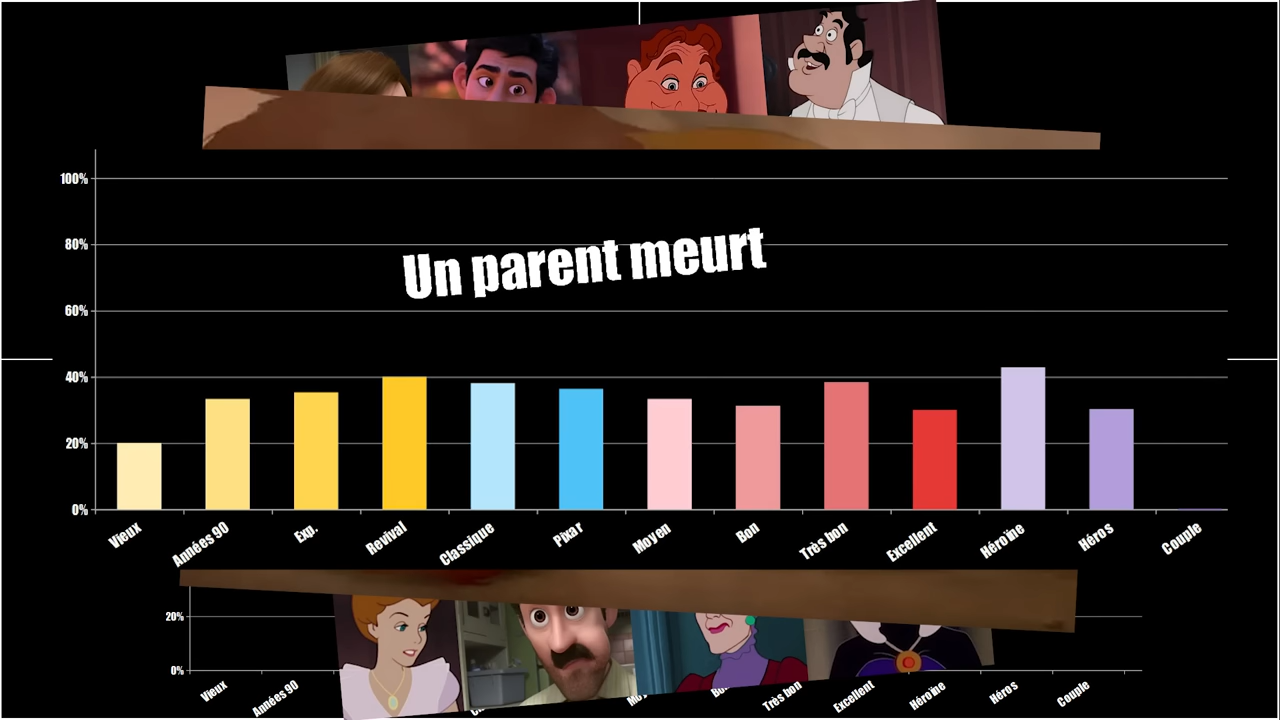 100%
80%
Un parent meurt
60%
40%
20%
0%
Vieux
Années 90
Exp.
Revival
Classique
Pixar
Moyen
Bon
Très bon
Excellent
Héroïne
Héros
Couple
20%
0%
Vieux
Années 90
Très bon
Excellent
Héroïne
Héros
Couple